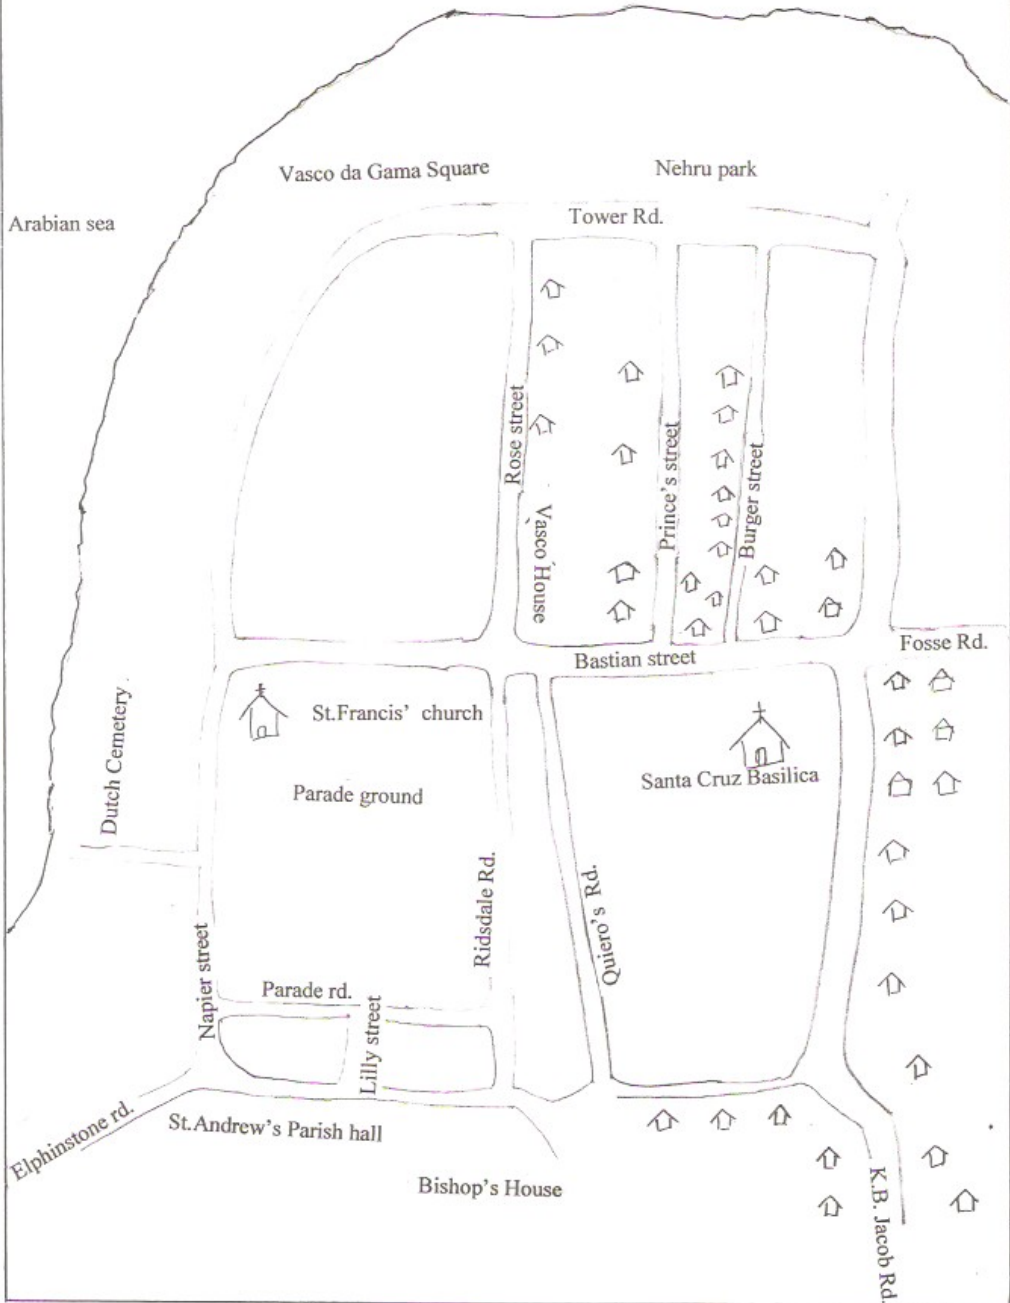 Vasco da Gama Square
Nehru park
Arabian sea
Tower Rd.
Rose street
Prince's street
Burger street
Vasco House
Fosse Rd.
Bastian street
Dutch Cemetery
St.Francis' church
Santa Cruz Basilica
Parade ground
Ridsdale Rd.
Quiero's Rd.
Napier street
Parade rd.
Lilly street
Elphinstone rd.
St.Andrew's Parish hall
Bishop's House
K.B. Jacob Rd.